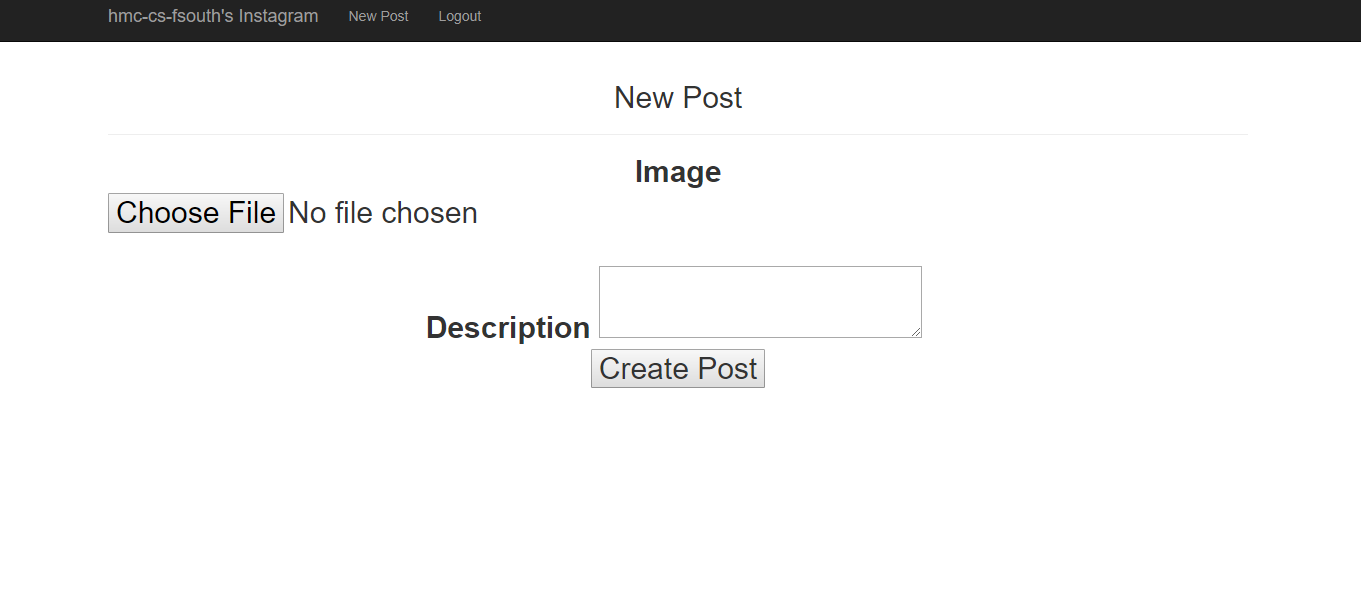 hmc-cs-fsouth's Instagram New Post Logout
New Post
Image
Choose File No file chosen
Description
Create Post